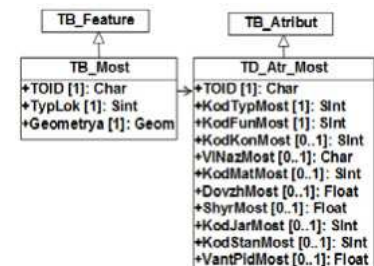 TB_Feature
TB_Atribut
TB_Most
+TOID [1]: Char
+TypLok [1]: Sint
+Geometrya [1]: Geom
TD_Atr_Most
+TOID [1]: Char
+KodTypMost [1]: SInt
+KodFunMost [1]: SInt
+KodKonMost [0..1]: SInt
+VlNazMost [0..1]: Char
+KodMatMost [0..1]: SInt
+DovzhMost [0..1]: Float
+ShyrMost [0..1]: Float
+KodJarMost [0..1]: SInt
+KodStanMost [0..1]: SInt
+VantPidMost [0..1]: Float